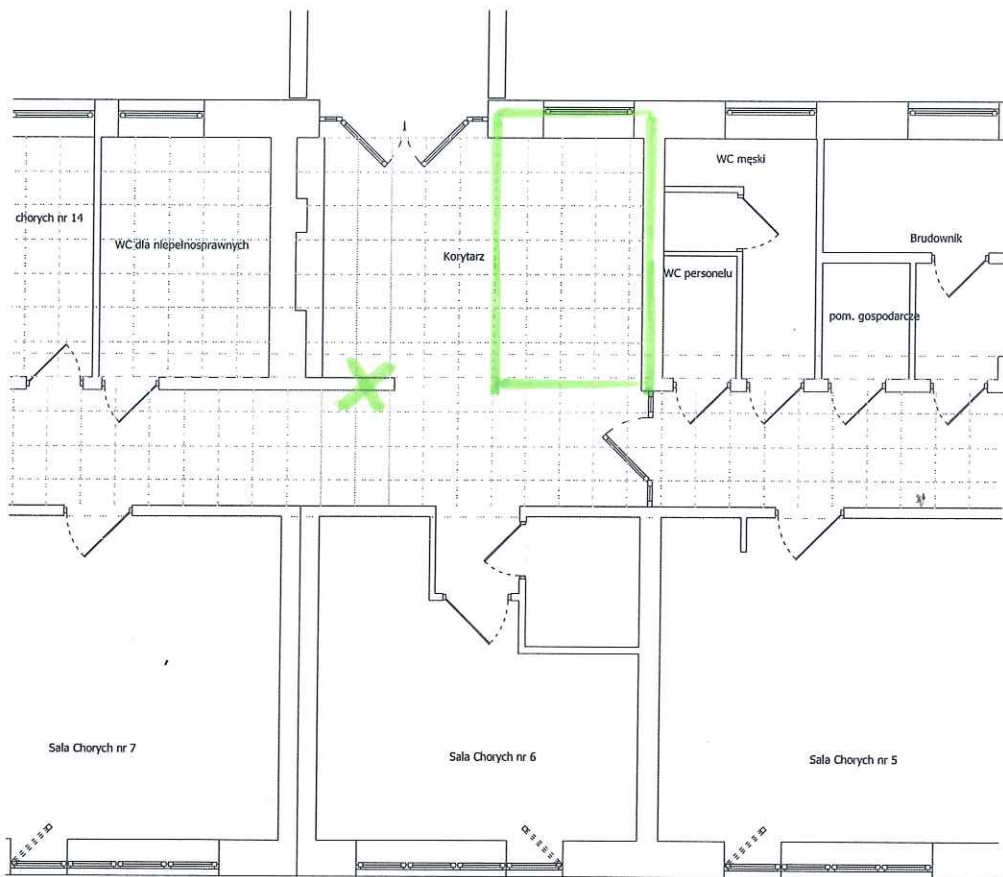 WC męski
chorych nr 14
WC dla niepełnosprawnych
Korytarz
Brudownik
WC personelu
pom. gospodarcze
Sala Chorych nr 7
Sala Chorych nr 6
Sala Chorych nr 5